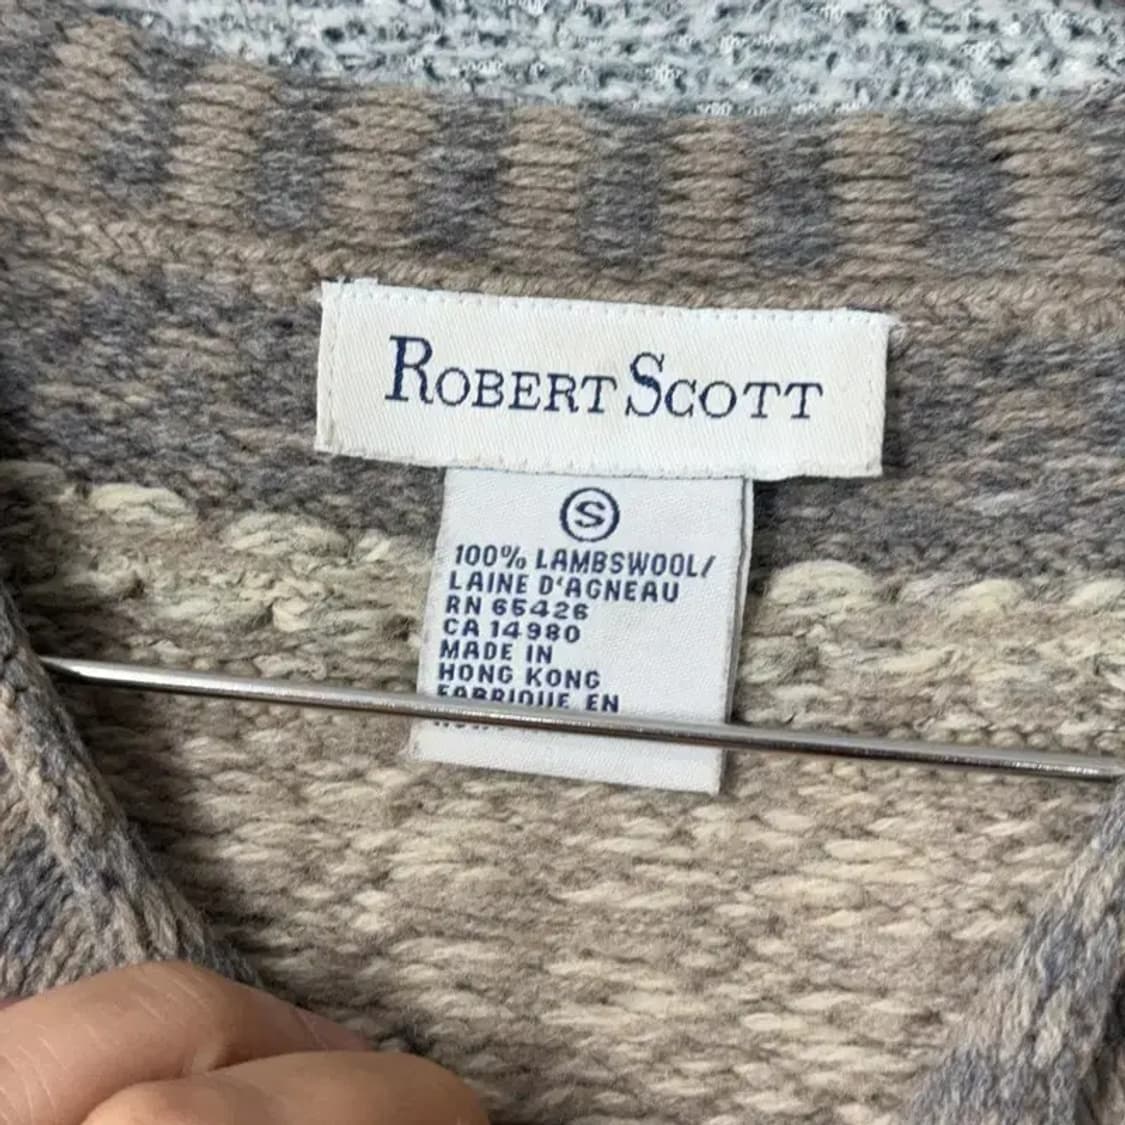 ROBERT SCOTT
S
100% LAMBSWOOL/
LAINE D'AGNEAU
RN 65426
CA 14980
MADE IN
HONG KONG
FABRIQUE EN